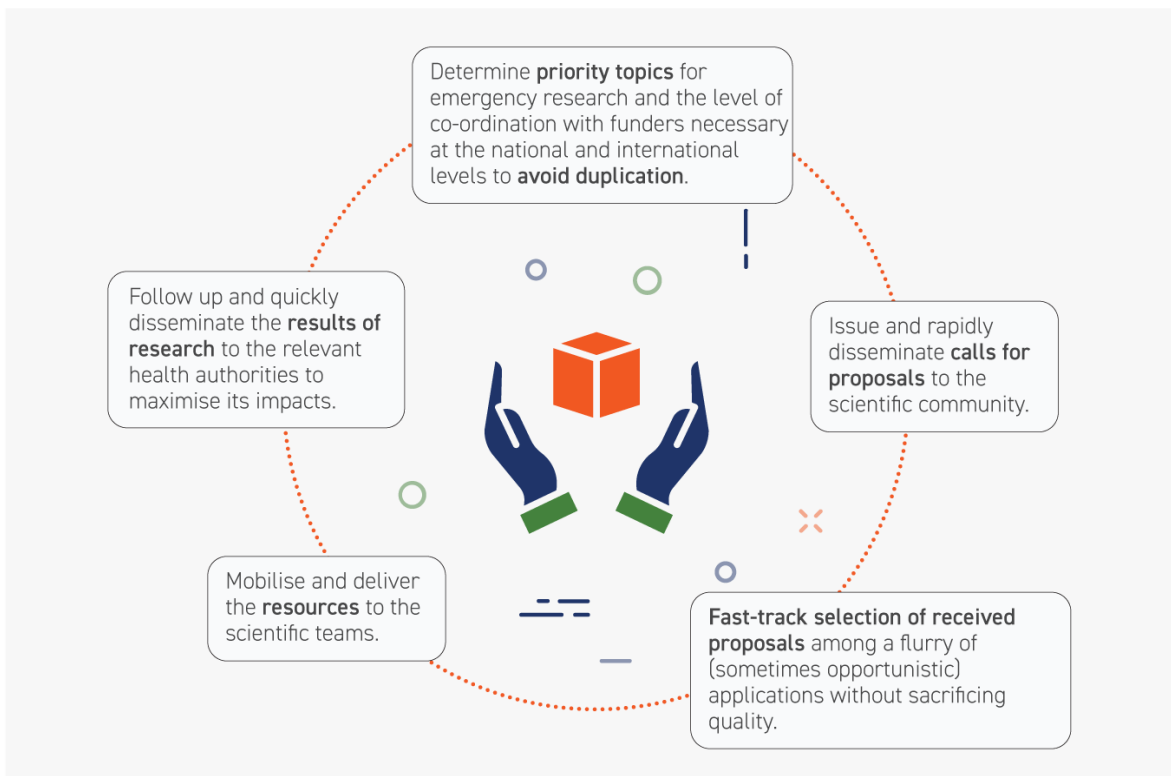 Determine priority topics for
emergency research and the level of
co-ordination with funders necessary
at the national and international
levels to avoid duplication.
Issue and rapidly
disseminate calls for
proposals to the
scientific community.
Fast-track selection of received
proposals among a flurry of
(sometimes opportunistic)
applications without sacrificing
quality.
Mobilise and deliver
the resources to the
scientific teams.
Follow up and quickly
disseminate the results of
research to the relevant
health authorities to
maximise its impacts.